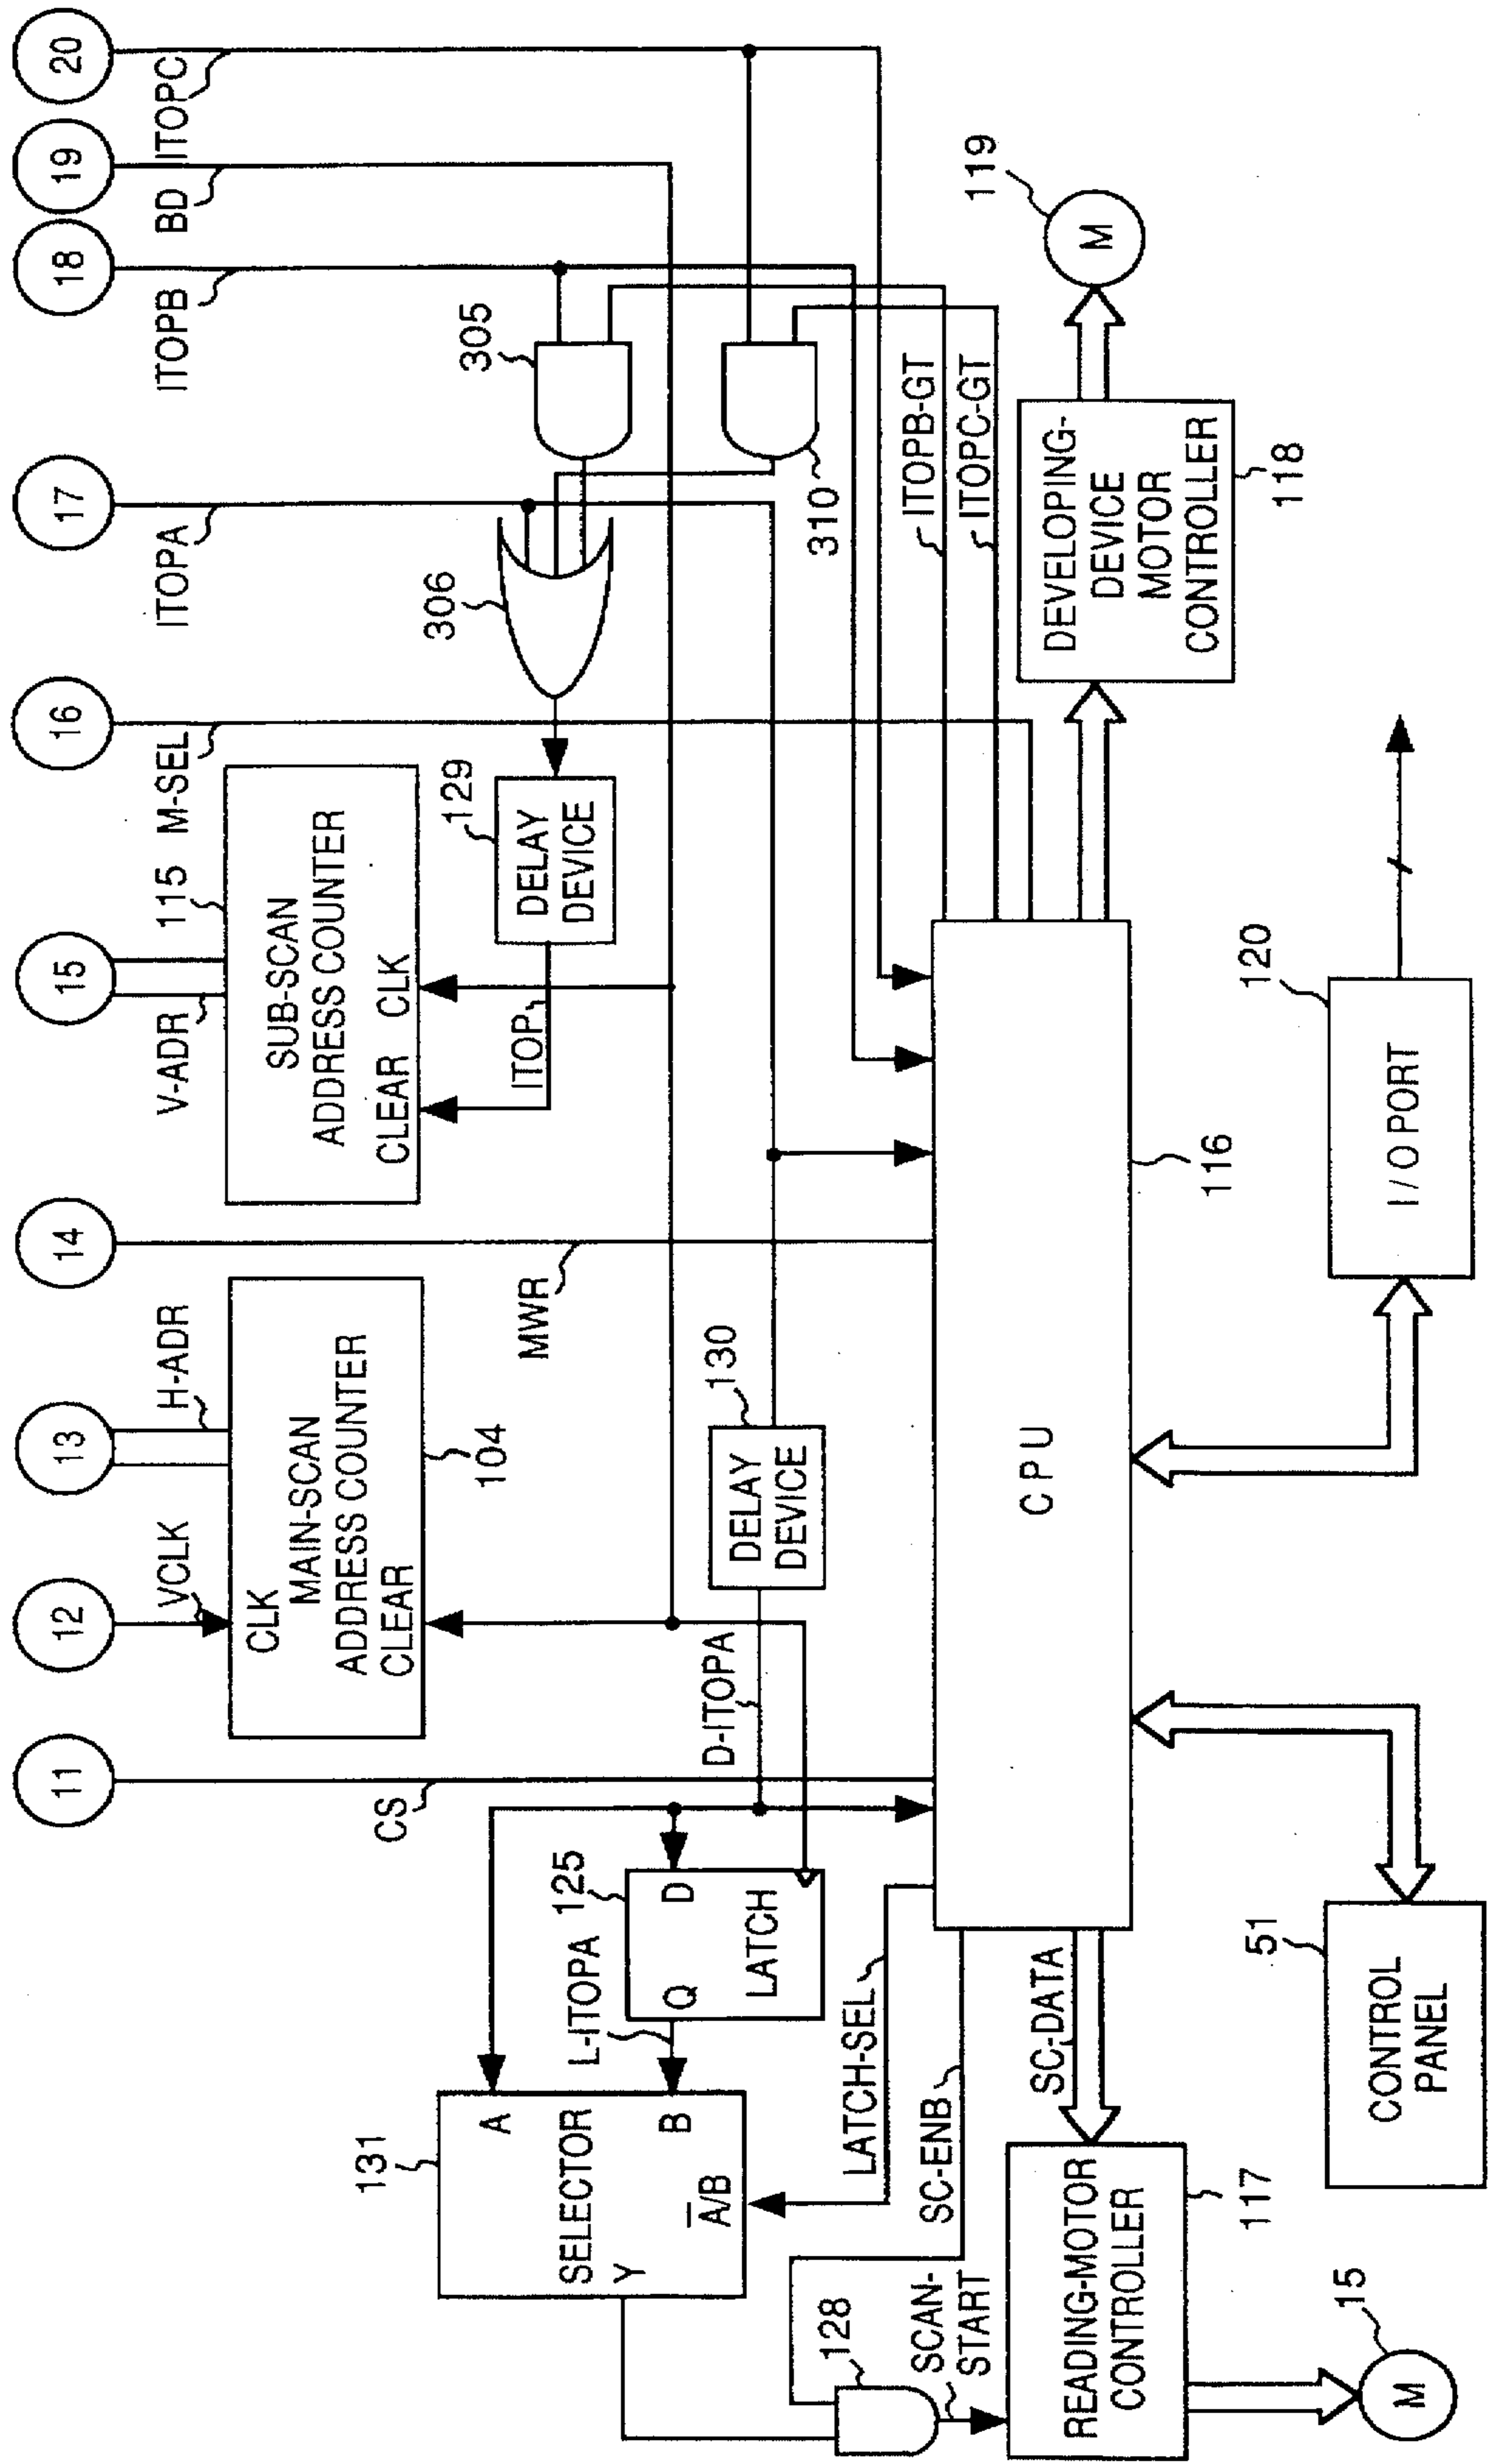 11
12
13
14
15
16
17
18
19
20
CS
VCLK
H-ADR
MWR
V-ADR
115
M-SEL
ITOPA
ITOPB
BD
ITOPC
CLK
MAIN-SCAN
ADDRESS COUNTER
CLEAR
104
SUB-SCAN
ADDRESS COUNTER
CLEAR CLK
ITOP
129
DELAY
DEVICE
306
305
310
131
A
SELECTOR
B
Y
A/B
L-ITOPA
125
D
Q
LATCH
D-ITOPA
130
DELAY
DEVICE
LATCH-SEL
SC-ENB
SC-DATA
128
SCAN-
START
CPU
116
ITOPB-GT
ITOPC-GT
READING-MOTOR
CONTROLLER
117
15
M
CONTROL
PANEL
51
I/O PORT
120
DEVELOPING-
DEVICE
MOTOR
CONTROLLER
118
119
M